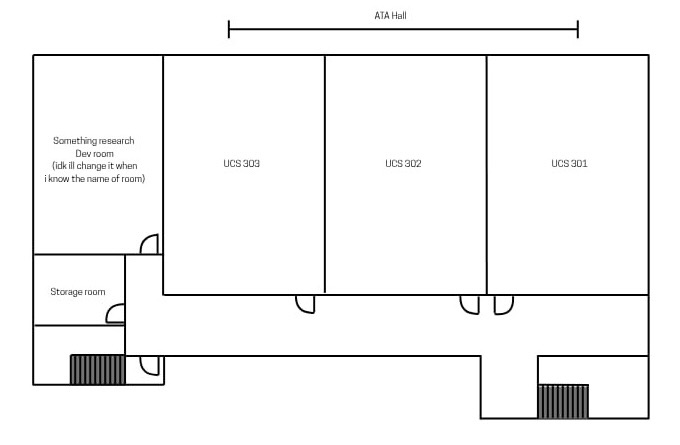 ATA Hall
Something research
Dev room
(idk ill change it when
i know the name of room)
UCS 303
UCS 302
UCS 301
Storage room